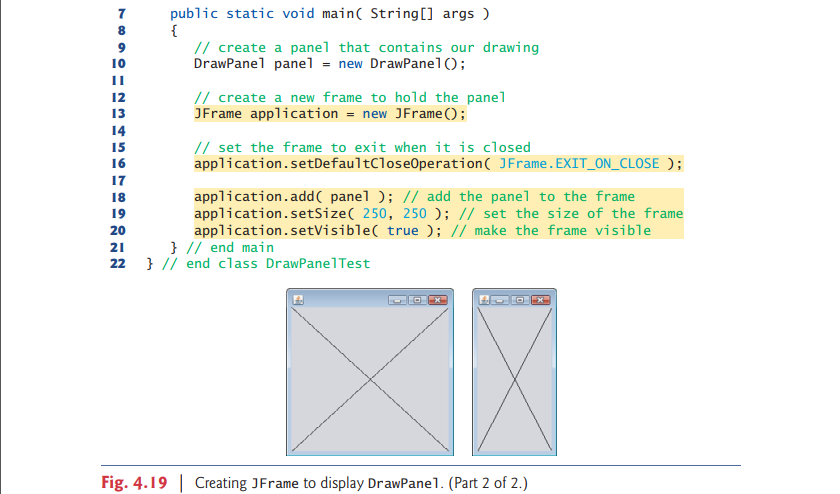 7 public static void main( String[] args )
8 {
9 // create a panel that contains our drawing
10 DrawPanel panel = new DrawPanel();
11
12 // create a new frame to hold the panel
13 JFrame application = new JFrame();
14
15 // set the frame to exit when it is closed
16 application.setDefaultCloseOperation( JFrame.EXIT_ON_CLOSE );
17
18 application.add( panel ); // add the panel to the frame
19 application.setSize( 250, 250 ); // set the size of the frame
20 application.setVisible( true ); // make the frame visible
21 } // end main
22 } // end class DrawPanelTest
Fig. 4.19 | Creating JFrame to display DrawPanel. (Part 2 of 2.)